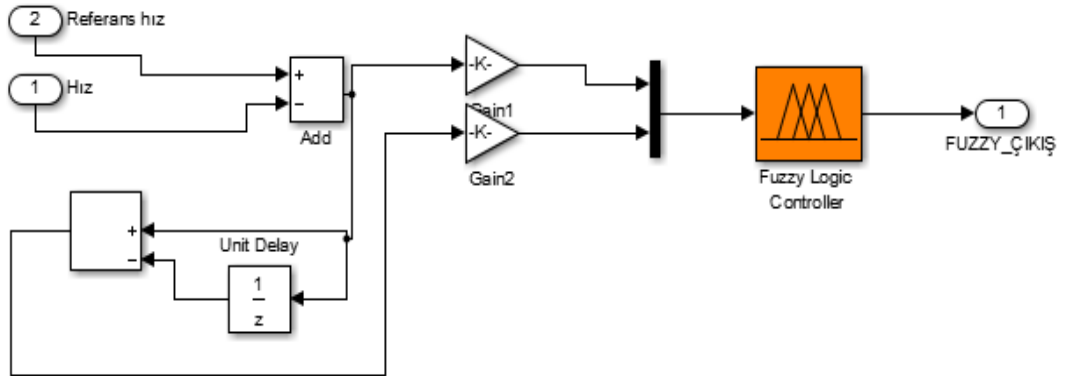 2
Referans hız
1
Hız
+
−
Add
-K-
Gain1
-K-
Gain2
Fuzzy Logic
Controller
1
FUZZY_ÇIKIŞ
+
−
Unit Delay
1
z